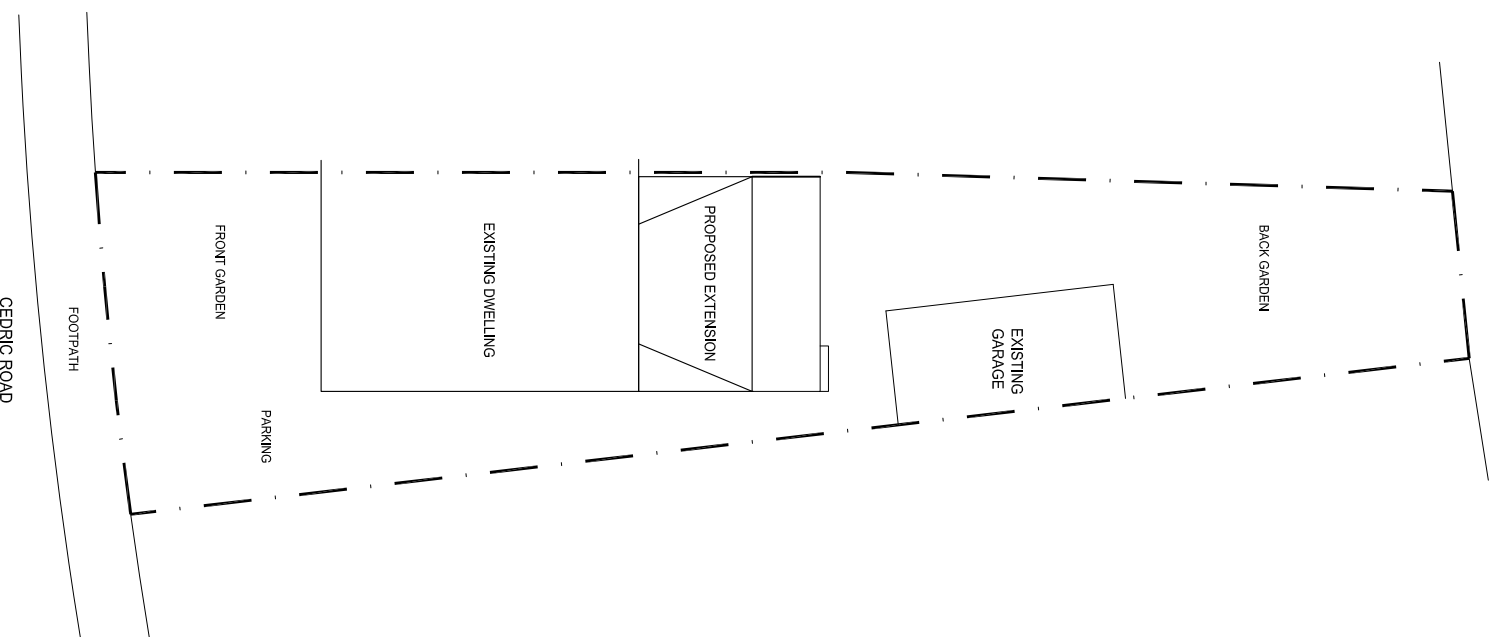 CEDRIC ROAD
FOOTPATH
FRONT GARDEN
PARKING
EXISTING DWELLING
PROPOSED EXTENSION
EXISTING
GARAGE
BACK GARDEN